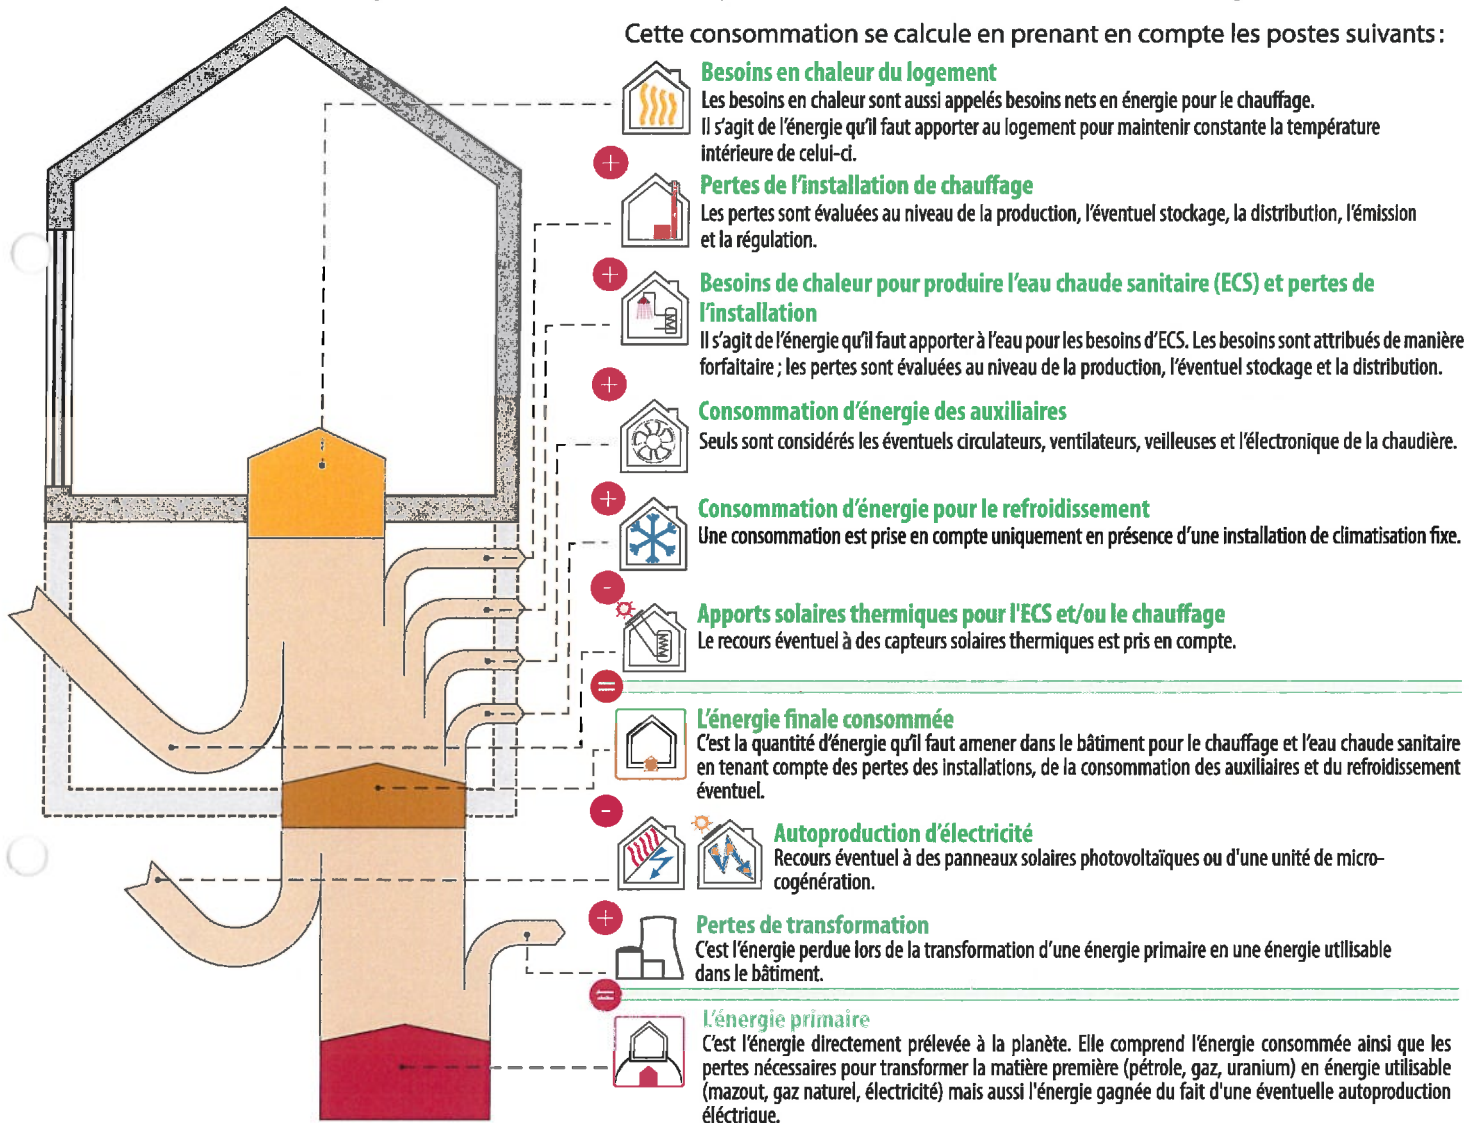 Cette consommation se calcule en prenant en compte les postes suivants :
Besoins en chaleur du logement
Les besoins en chaleur sont aussi appelés besoins nets en énergie pour le chauffage.
Il s'agit de l'énergie qu'il faut apporter au logement pour maintenir constante la température
intérieure de celui-ci.
+
Pertes de l'installation de chauffage
Les pertes sont évaluées au niveau de la production, l'éventuel stockage, la distribution, l'émission
et la régulation.
+
Besoins de chaleur pour produire l'eau chaude sanitaire (ECS) et pertes de
l'installation
Il s'agit de l'énergie qu'il faut apporter à l'eau pour les besoins d'ECS. Les besoins sont attribués de manière
forfaitaire ; les pertes sont évaluées au niveau de la production, l'éventuel stockage et la distribution.
+
Consommation d'énergie des auxiliaires
Seuls sont considérés les éventuels circulateurs, ventilateurs, veilleuses et l'électronique de la chaudière.
+
Consommation d'énergie pour le refroidissement
Une consommation est prise en compte uniquement en présence d'une installation de climatisation fixe.
-
Apports solaires thermiques pour l'ECS et/ou le chauffage
Le recours éventuel à des capteurs solaires thermiques est pris en compte.
=
L'énergie finale consommée
C'est la quantité d'énergie qu'il faut amener dans le bâtiment pour le chauffage et l'eau chaude sanitaire
en tenant compte des pertes des installations, de la consommation des auxiliaires et du refroidissement
éventuel.
-
Autoproduction d'électricité
Recours éventuel à des panneaux solaires photovoltaïques ou d'une unité de micro-
cogénération.
+
Pertes de transformation
C'est l'énergie perdue lors de la transformation d'une énergie primaire en une énergie utilisable
dans le bâtiment.
=
L'énergie primaire
C'est l'énergie directement prélevée à la planète. Elle comprend l'énergie consommée ainsi que les
pertes nécessaires pour transformer la matière première (pétrole, gaz, uranium) en énergie utilisable
(mazout, gaz naturel, électricité) mais aussi l'énergie gagnée du fait d'une éventuelle autoproduction
éléctrique.